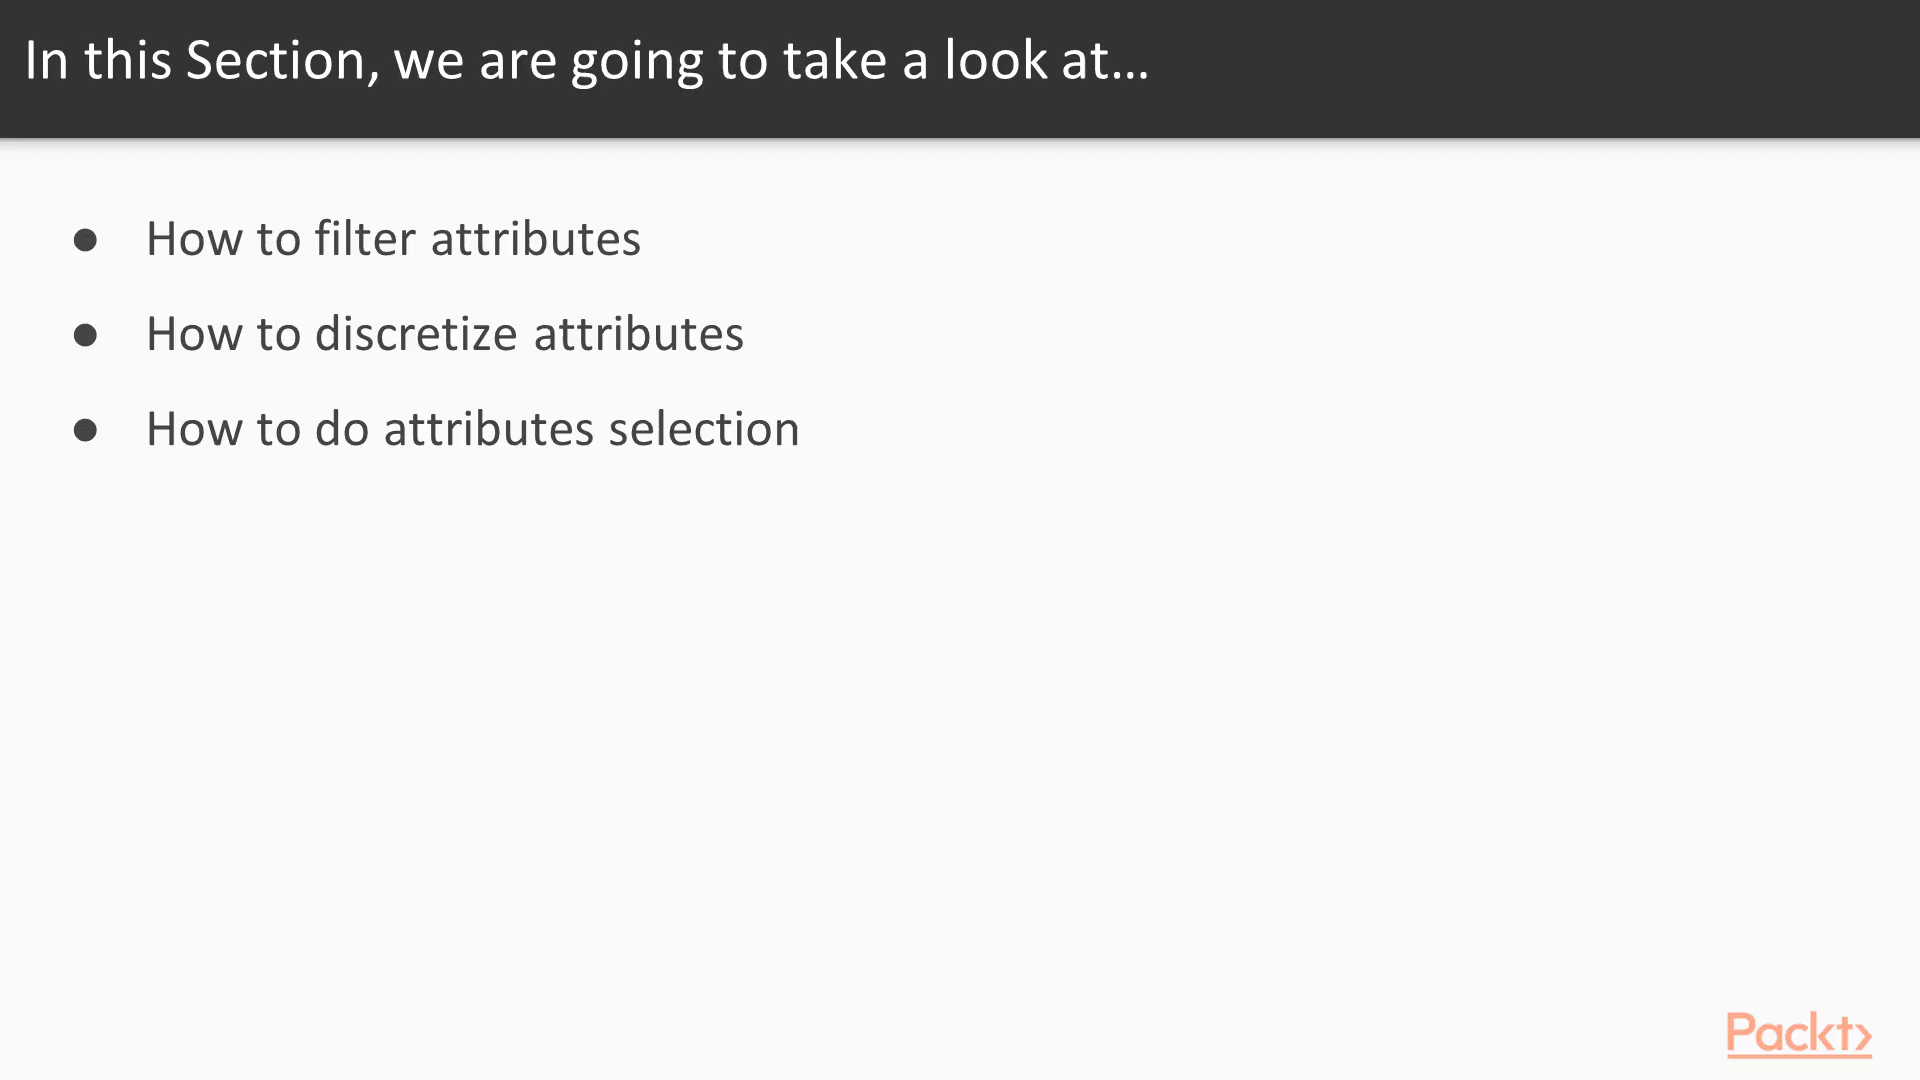 In this Section, we are going to take a look at...
● How to filter attributes
● How to discretize attributes
● How to do attributes selection
Packt>